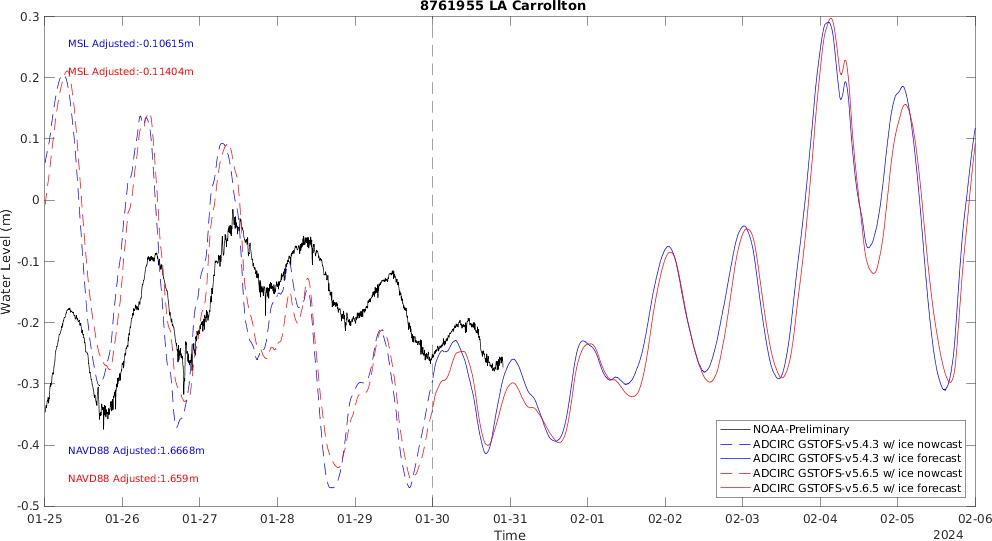 8761955 LA Carrollton
MSL Adjusted:-0.10615m
MSL Adjusted:-0.11404m
NAVD88 Adjusted:1.6668m
NAVD88 Adjusted:1.659m
Water Level (m)
0.3
0.2
0.1
0
-0.1
-0.2
-0.3
-0.4
-0.5
NOAA-Preliminary
ADCIRC GSTOFS-v5.4.3 w/ ice nowcast
ADCIRC GSTOFS-v5.4.3 w/ ice forecast
ADCIRC GSTOFS-v5.6.5 w/ ice nowcast
ADCIRC GSTOFS-v5.6.5 w/ ice forecast
01-25 01-26 01-27 01-28 01-29 01-30 01-31 02-01 02-02 02-03 02-04 02-05 02-06
Time
2024